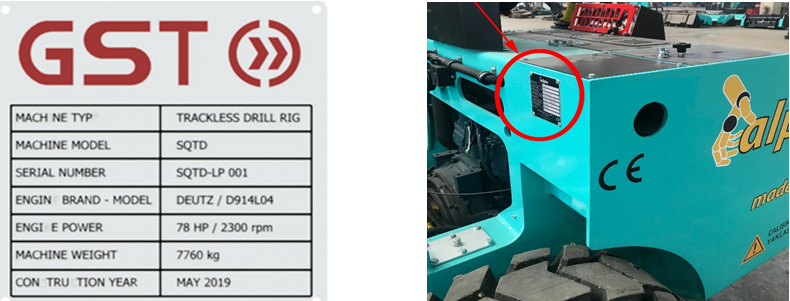 GST
MACH NE TYP TRACKLESS DRILL RIG
MACHINE MODEL SQTD
SERIAL NUMBER SQTD-LP 001
ENGIN BRAND - MODEL DEUTZ / D914L04
ENGI E POWER 78 HP / 2300 rpm
MACHINE WEIGHT 7760 kg
CON TRU TION YEAR MAY 2019
CE
alp
made